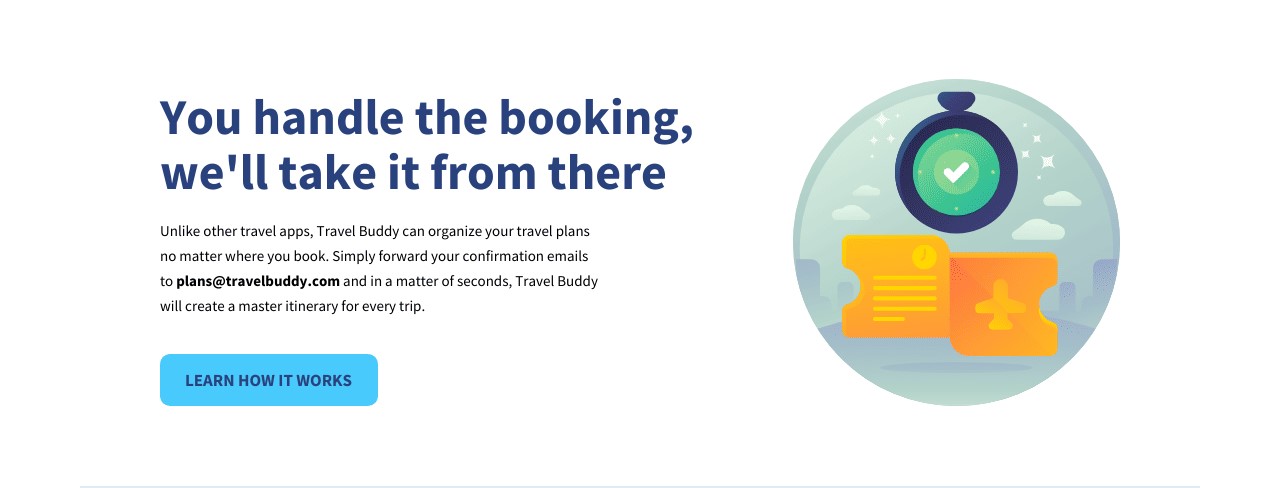 You handle the booking,
we'll take it from there
Unlike other travel apps, Travel Buddy can organize your travel plans
no matter where you book. Simply forward your confirmation emails
to plans@travelbuddy.com and in a matter of seconds, Travel Buddy
will create a master itinerary for every trip.
LEARN HOW IT WORKS